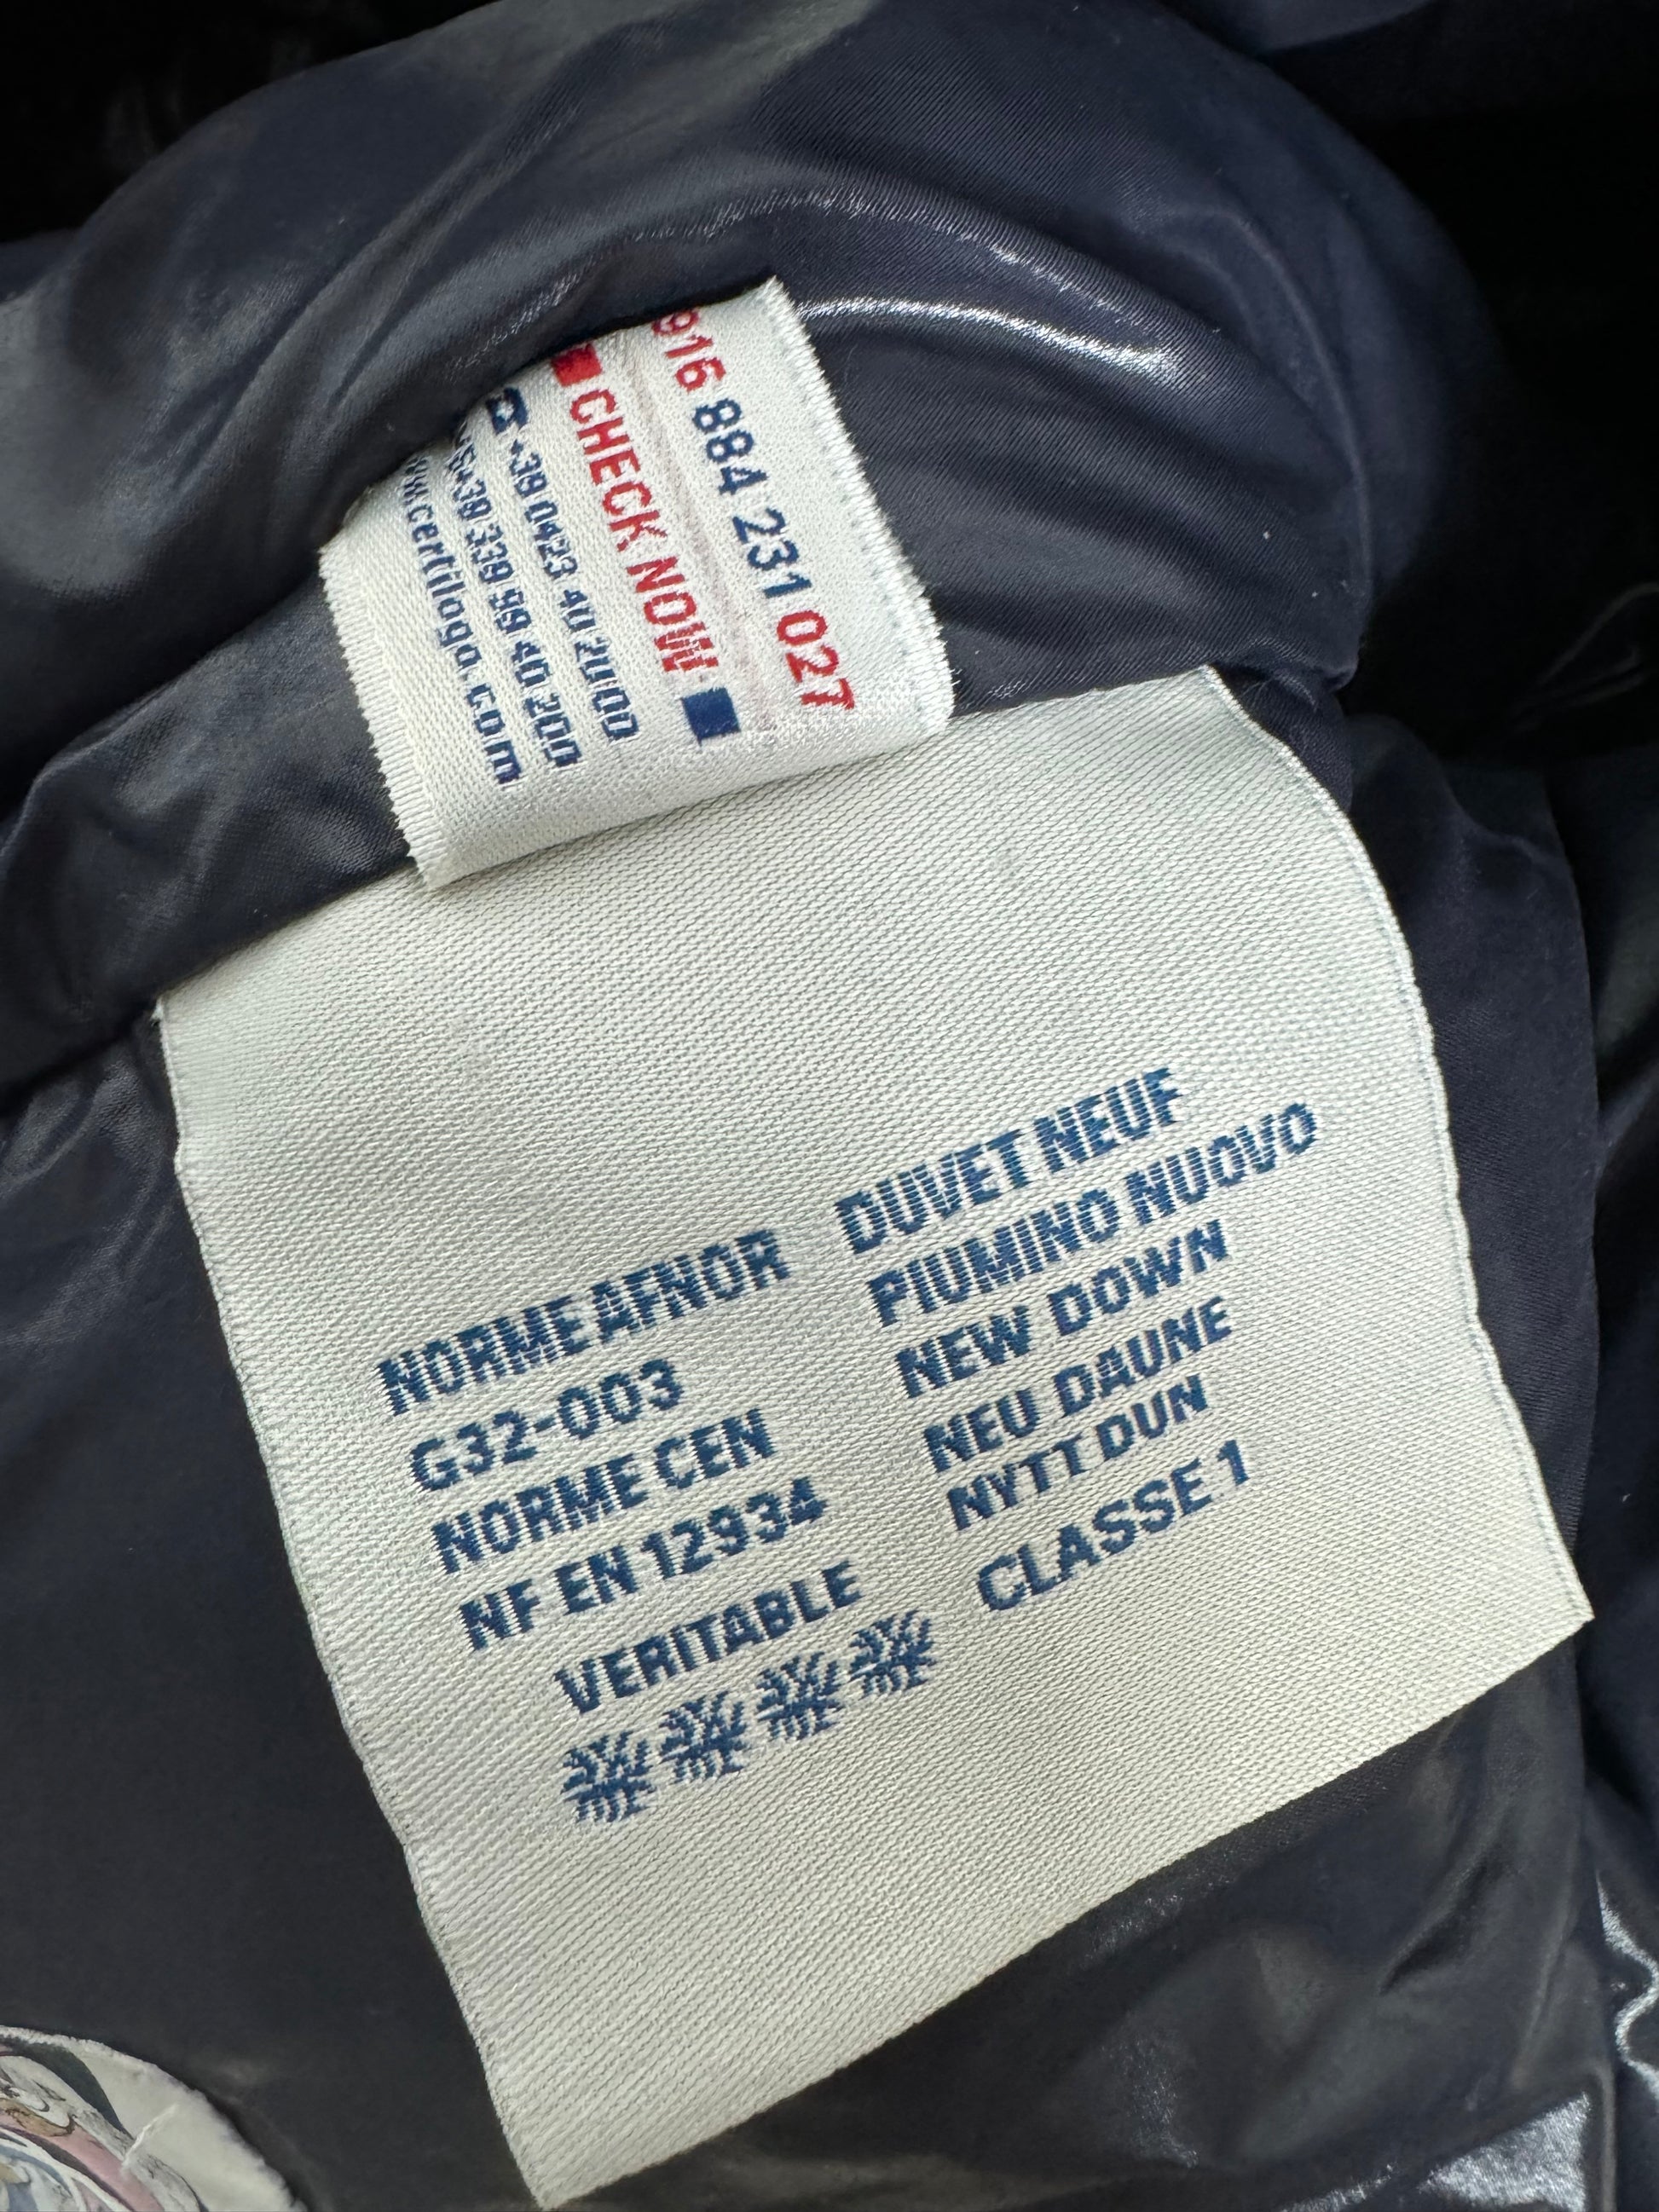 916 884 231 027
CHECK NOW
+39 0423 40 2000
+39 339 99 40 200
www.certilogo.com
NORME AFNOR
G32-003
NORME CEN
NF EN 12934
VERITABLE
DUVET NEUF
PIUMINO NUOVO
NEW DOWN
NEU DAUNE
NYTT DUN
CLASSE 1